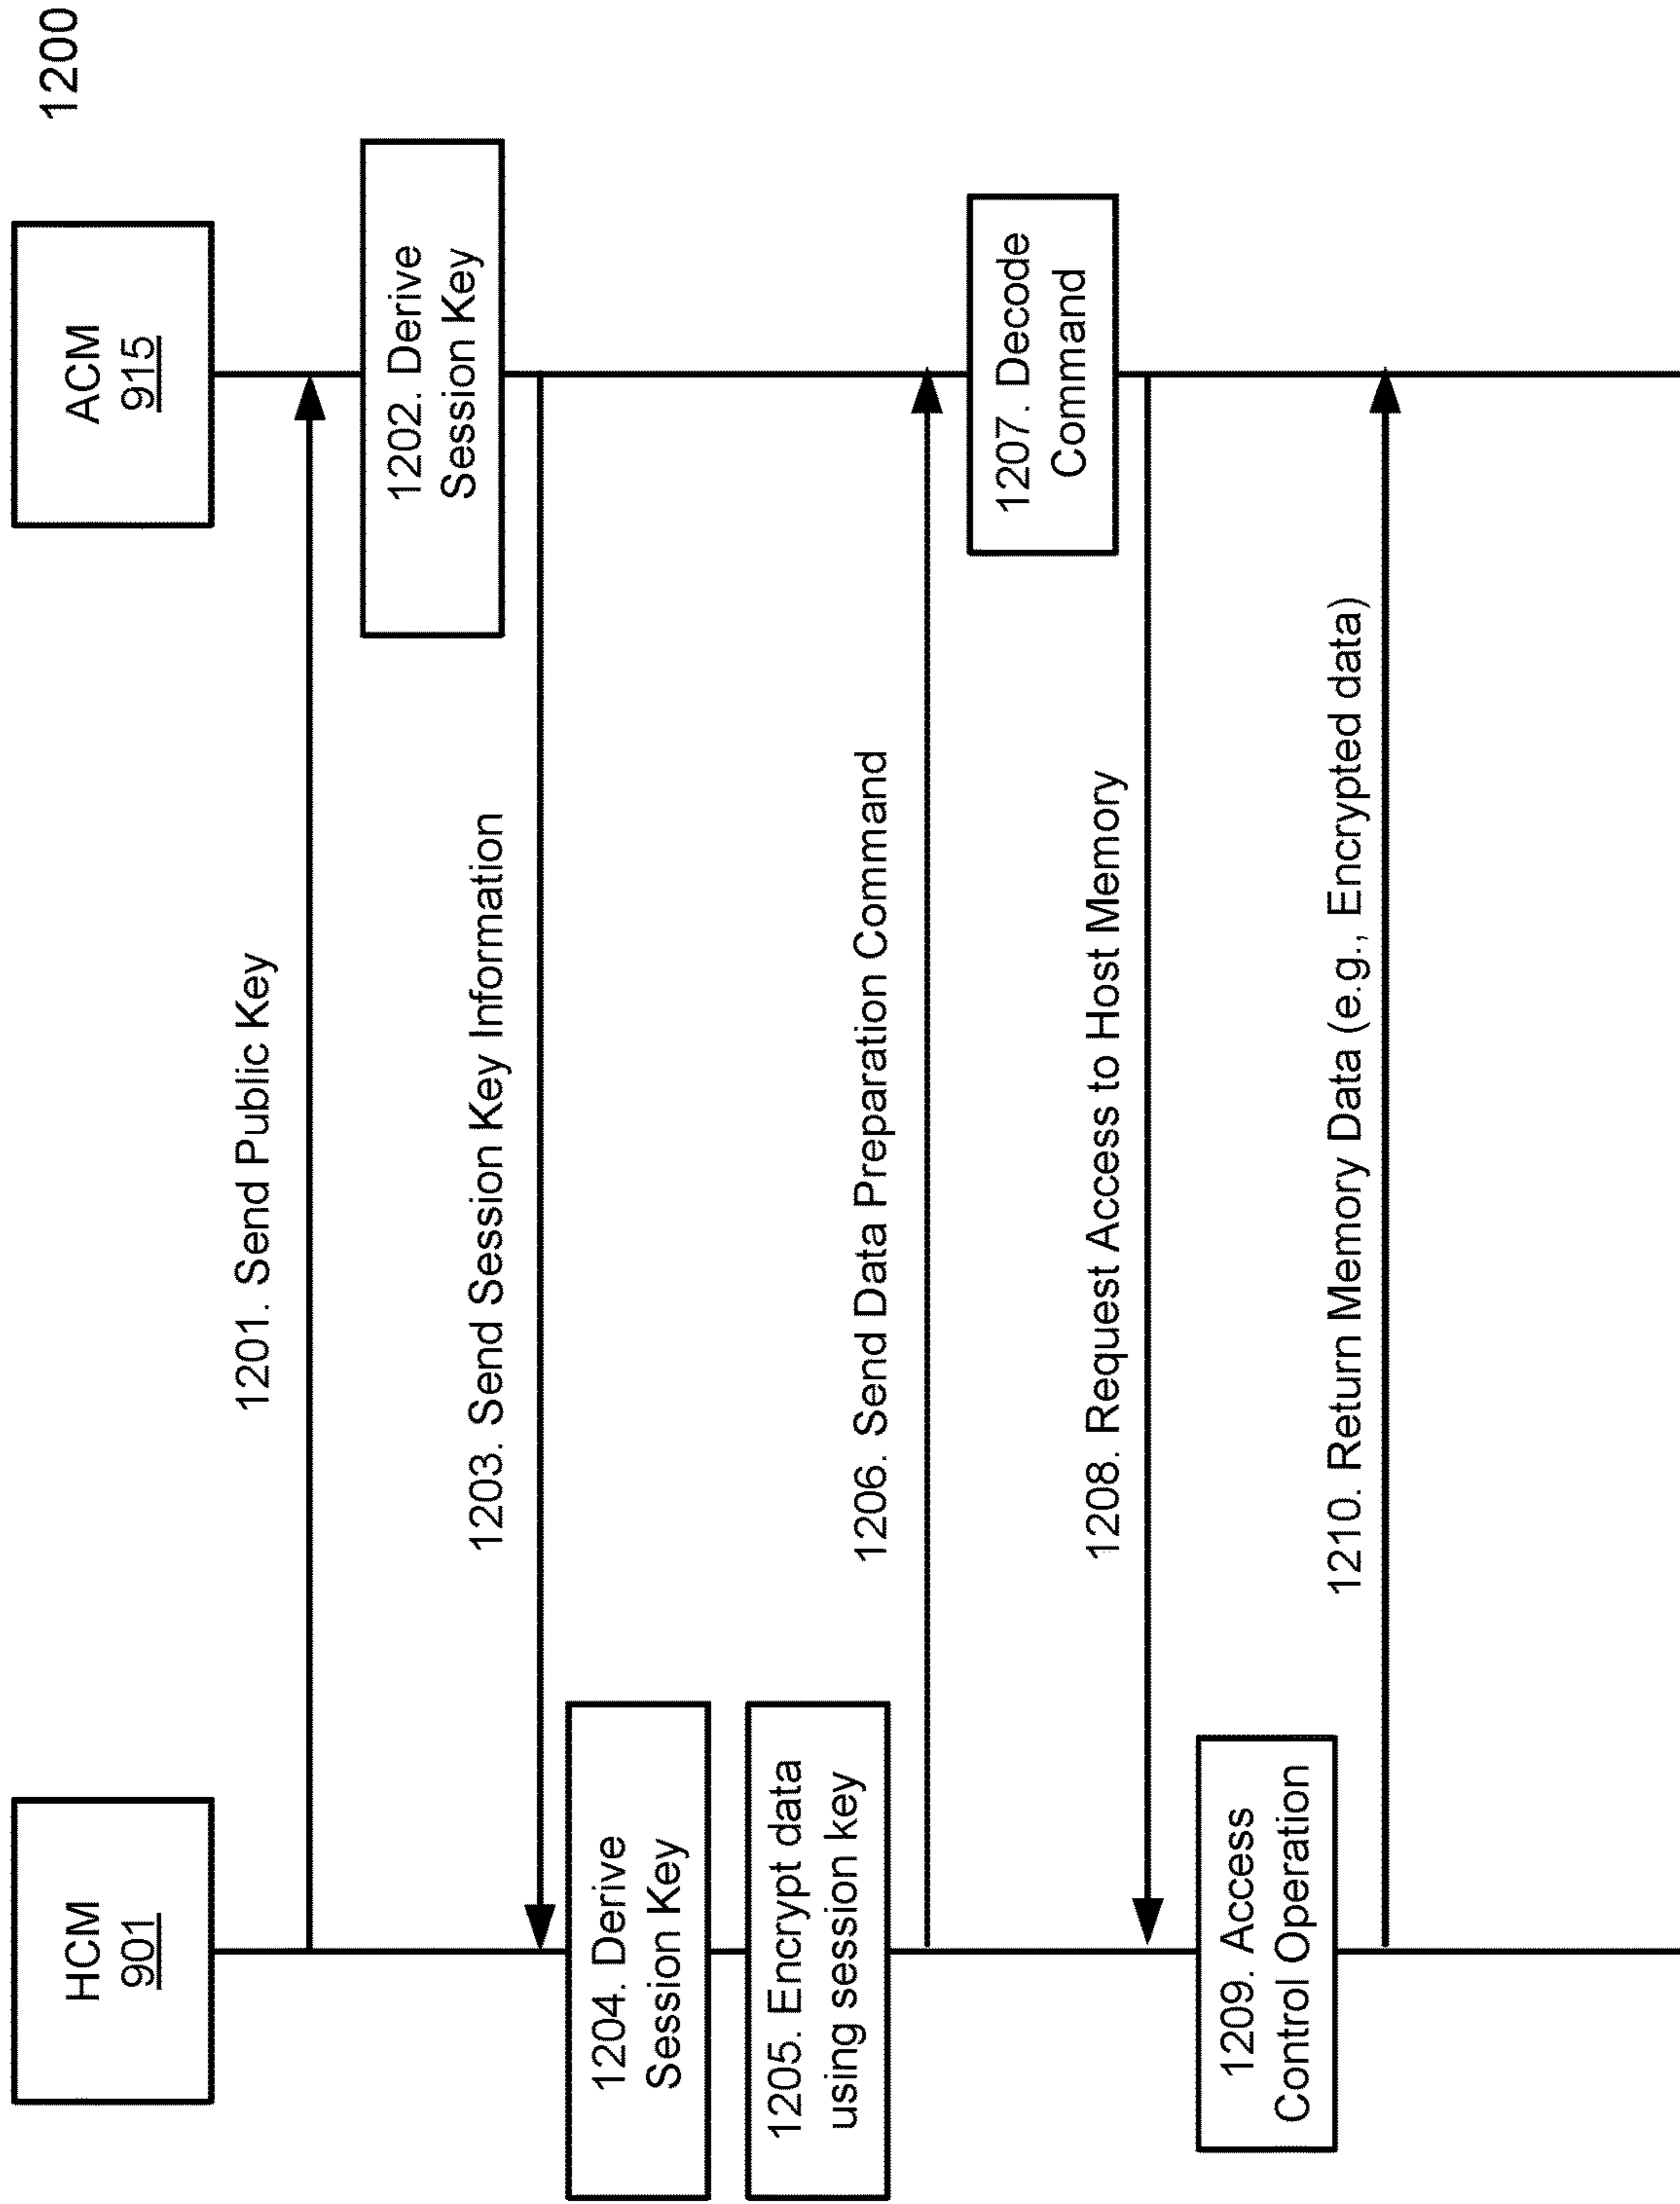 1200
HCM
901
ACM
915
1201. Send Public Key
1202. Derive
Session Key
1203. Send Session Key Information
1204. Derive
Session Key
1205. Encrypt data
using session key
1206. Send Data Preparation Command
1207. Decode
Command
1208. Request Access to Host Memory
1209. Access
Control Operation
1210. Return Memory Data (e.g., Encrypted data)